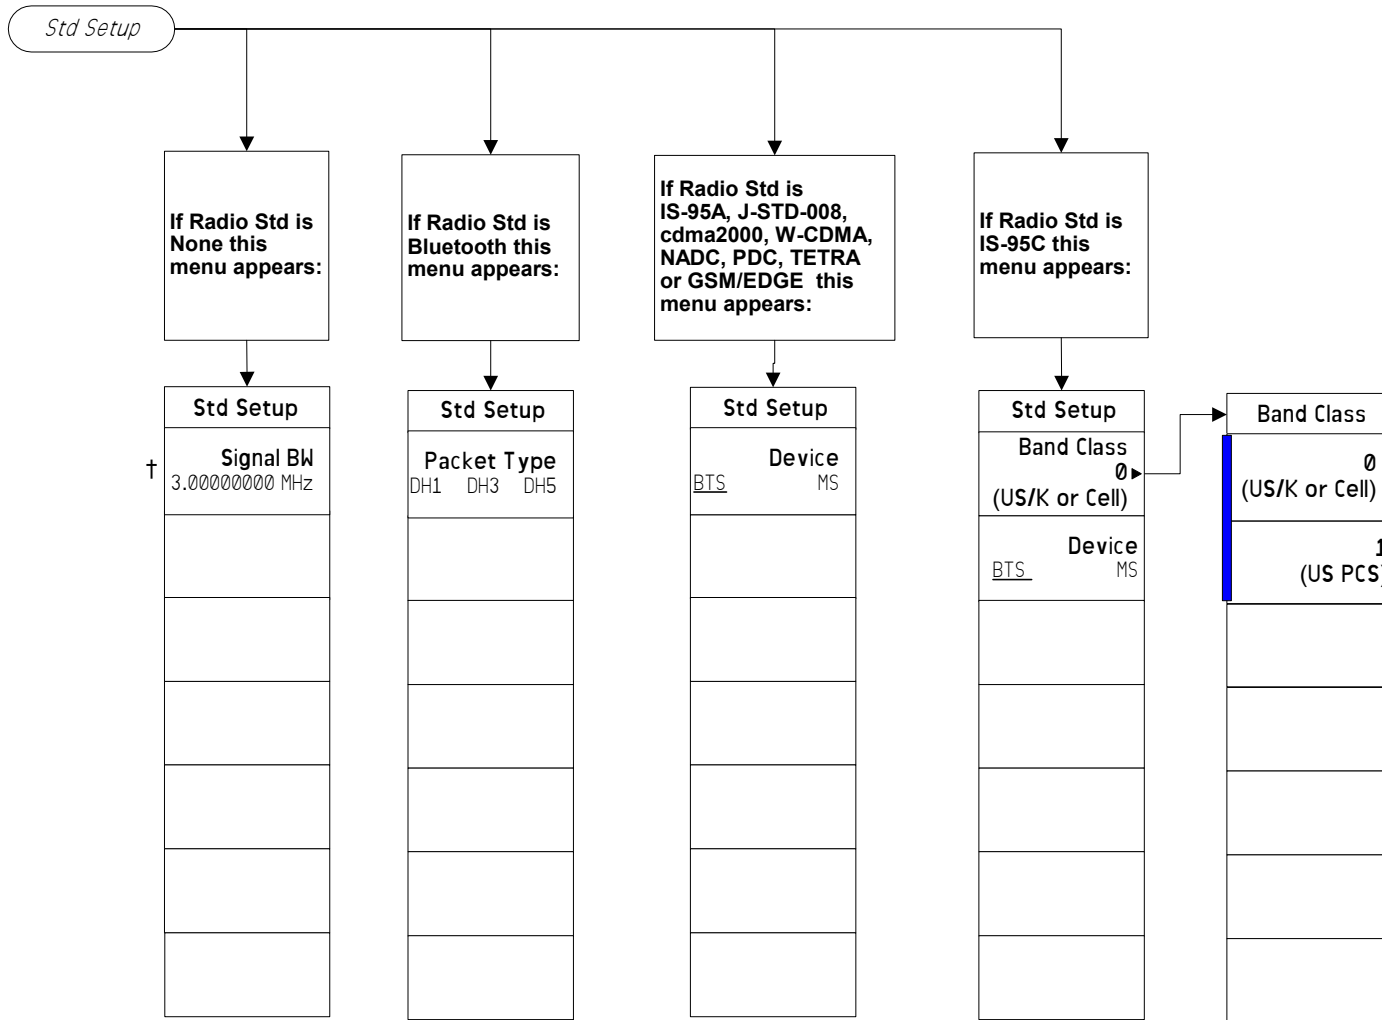 Std Setup
If Radio Std is
None this
menu appears:
If Radio Std is
Bluetooth this
menu appears:
If Radio Std is
IS-95A, J-STD-008,
cdma2000, W-CDMA,
NADC, PDC, TETRA
or GSM/EDGE this
menu appears:
If Radio Std is
IS-95C this
menu appears:
Std Setup
†
Signal BW
3.00000000 MHz
Std Setup
Packet Type
DH1 DH3 DH5
Std Setup
Device
BTS MS
Std Setup
Band Class
0
(US/K or Cell)
Device
BTS MS
Band Class
0
(US/K or Cell)
1
(US PCS)